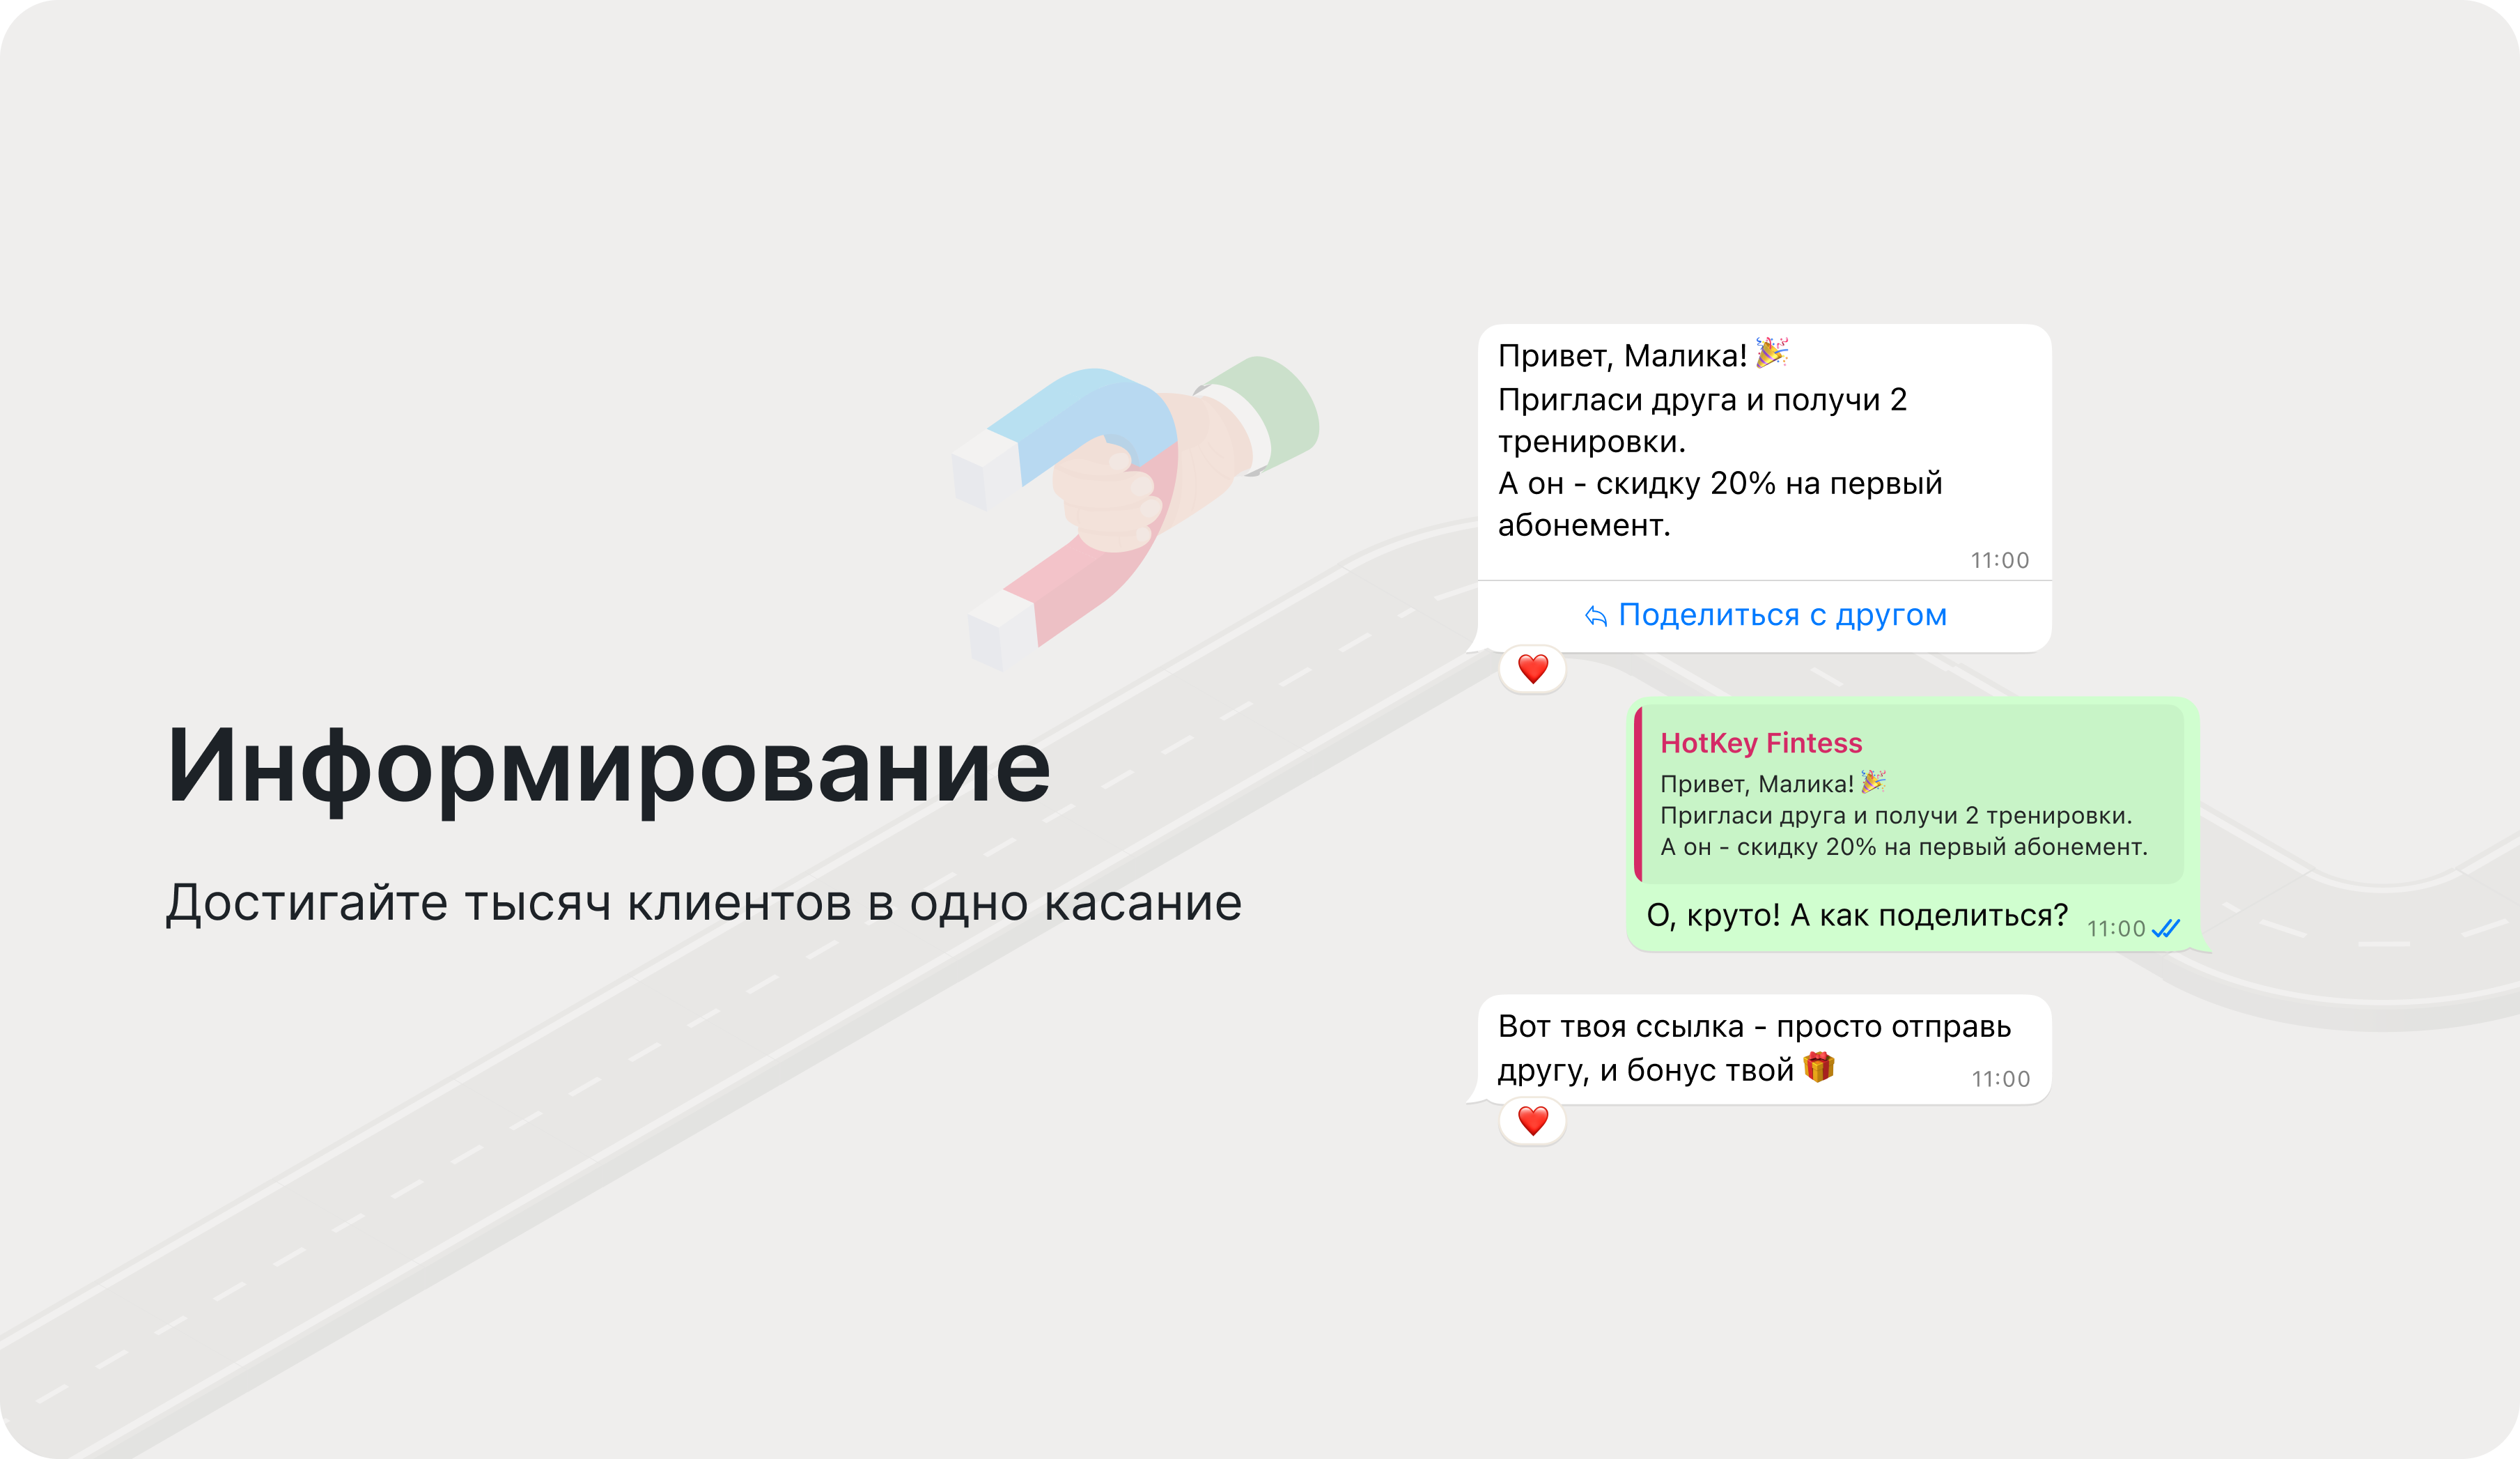 Информирование
Достигайте тысяч клиентов в одно касание
Привет, Малика! 🎉
Пригласи друга и получи 2
тренировки.
А он - скидку 20% на первый
абонемент.
11:00
Поделиться с другом
❤️
HotKey Fintess
Привет, Малика! 🎉
Пригласи друга и получи 2 тренировки.
А он - скидку 20% на первый абонемент.
О, круто! А как поделиться? 11:00
Вот твоя ссылка - просто отправь
другу, и бонус твой 🎁 11:00
❤️